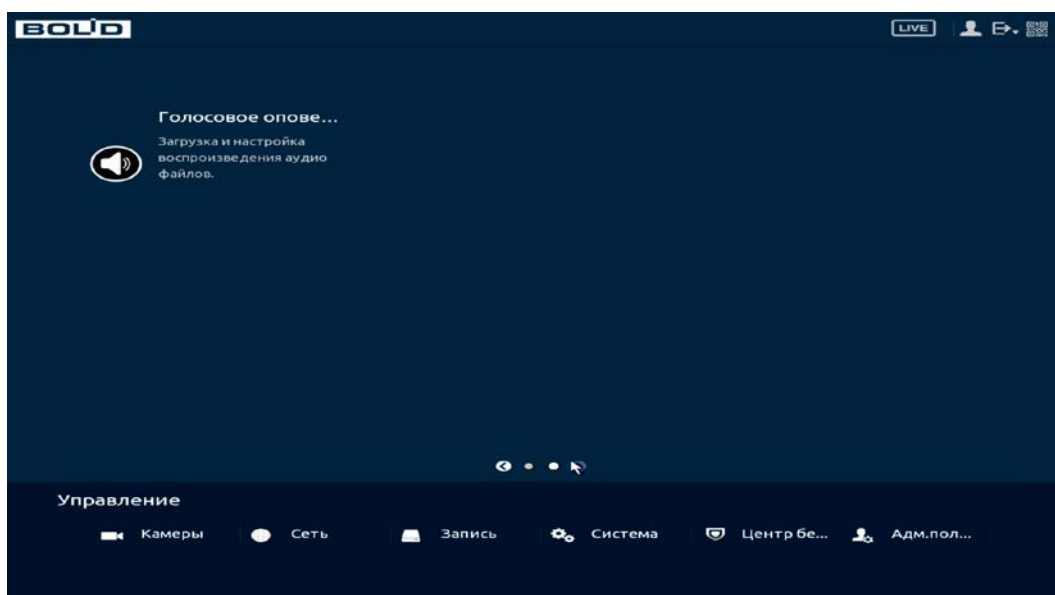 BOLID
LIVE
Голосовое опове...
Загрузка и настройка
воспроизведения аудио
файлов.
Управление
Камеры Сеть Запись Система Центр бе... Адм.пол...